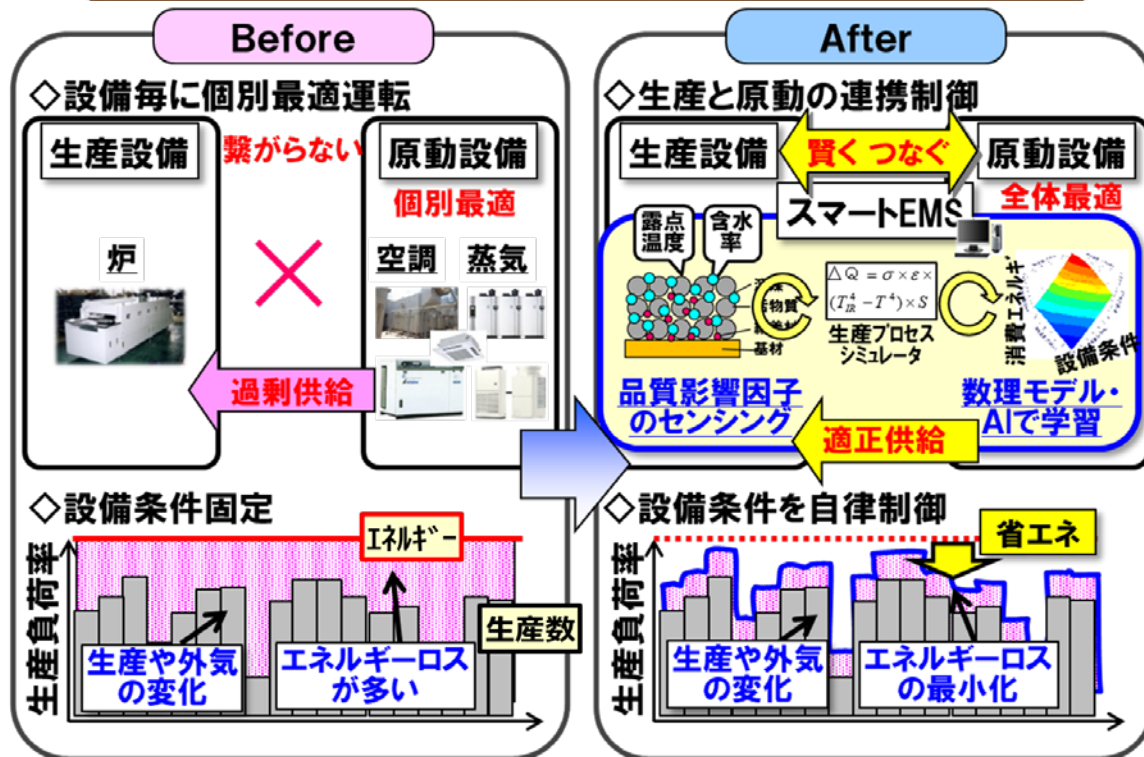 Before
◇設備毎に個別最適運転
生産設備
繋がらない
原動設備
個別最適
炉
空調
蒸気
過剰供給
◇設備条件固定
エネルギー
生産負荷率
生産数
生産や外気
の変化
エネルギーロス
が多い
After
◇生産と原動の連携制御
生産設備
賢く つなぐ
原動設備
全体最適
スマートEMS
露点
温度
含水
率
物質
基材
△Q = σ × ε ×
(T_IR^4 − T^4) × S
生産プロセス
シミュレータ
消費エネルギ
設備条件
品質影響因子
のセンシング
数理モデル・
AIで学習
適正供給
◇設備条件を自律制御
省エネ
生産負荷率
生産や外気
の変化
エネルギーロス
の最小化